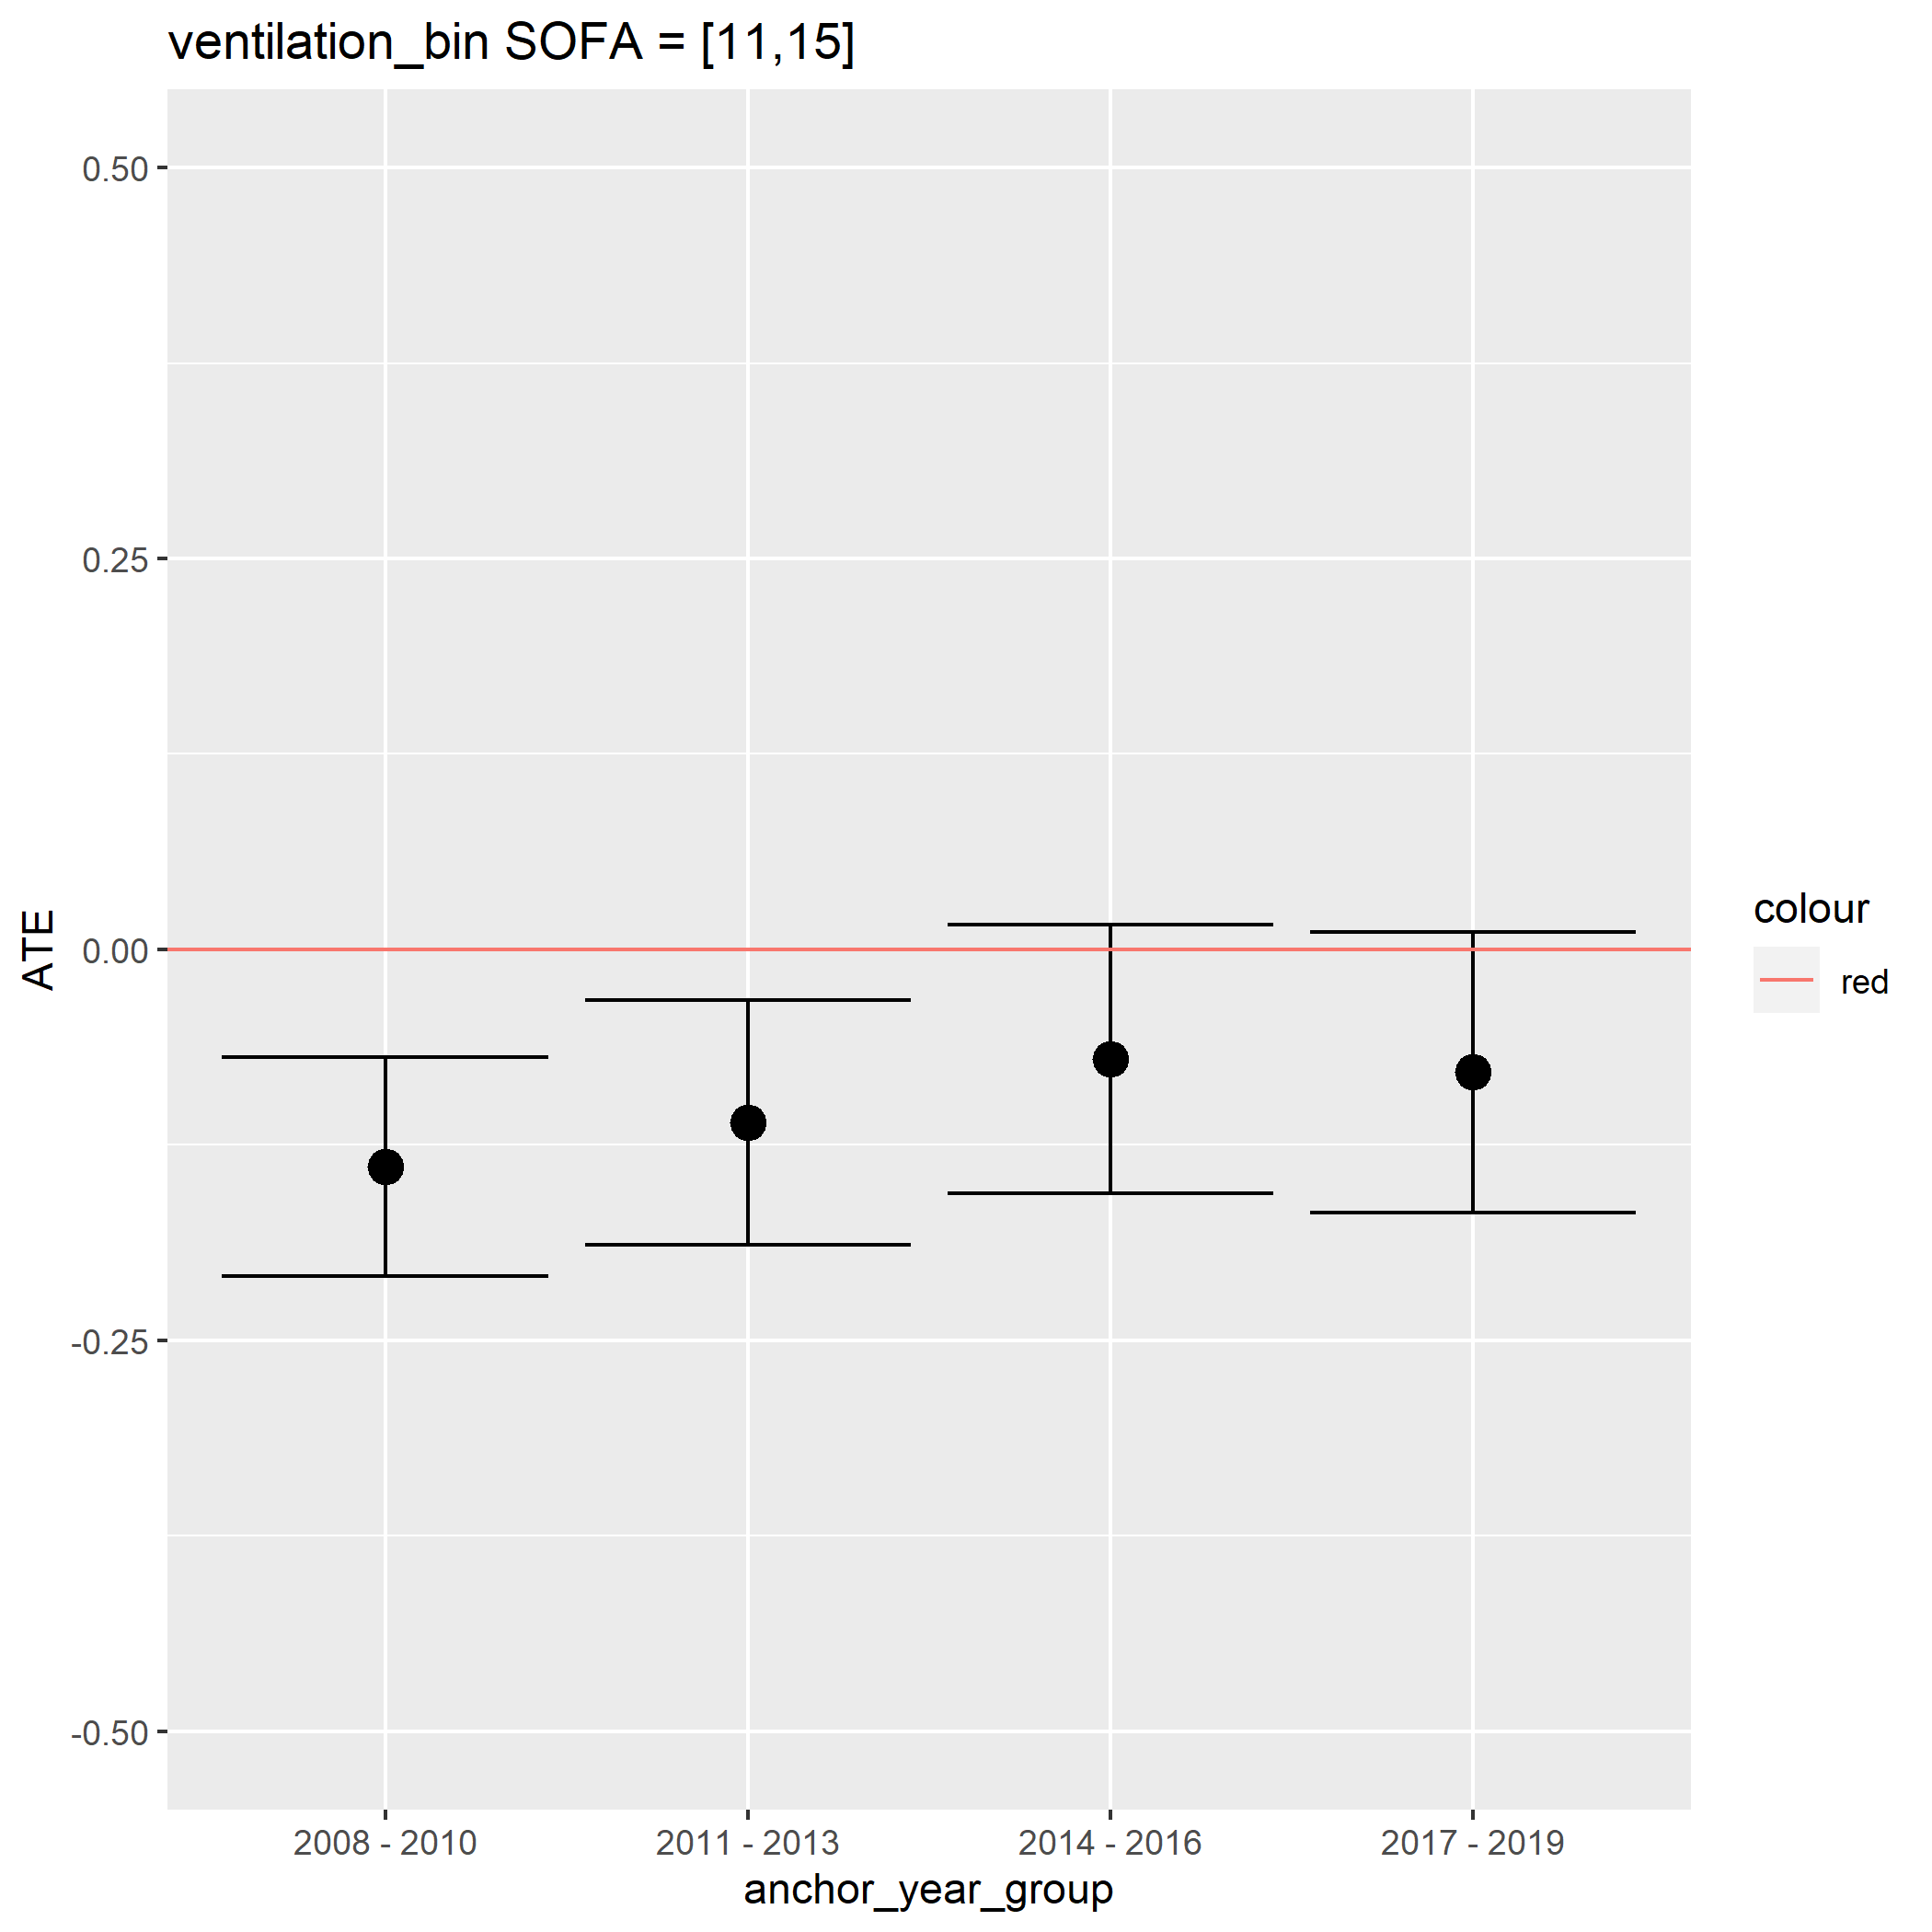 ventilation_bin SOFA = [11,15]
0.50
0.25
0.00
-0.25
-0.50
ATE
2008 - 2010
2011 - 2013
2014 - 2016
2017 - 2019
anchor_year_group
colour
red